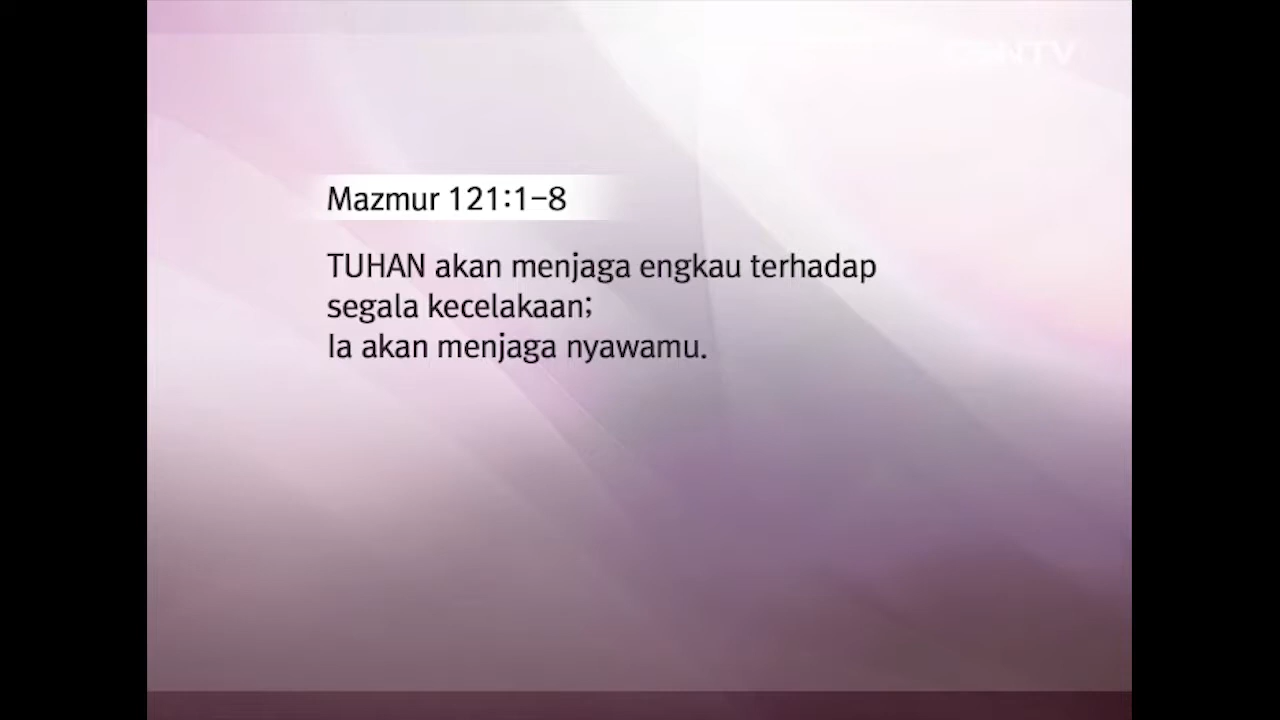 Mazmur 121:1–8
TUHAN akan menjaga engkau terhadap
segala kecelakaan;
Ia akan menjaga nyawamu.